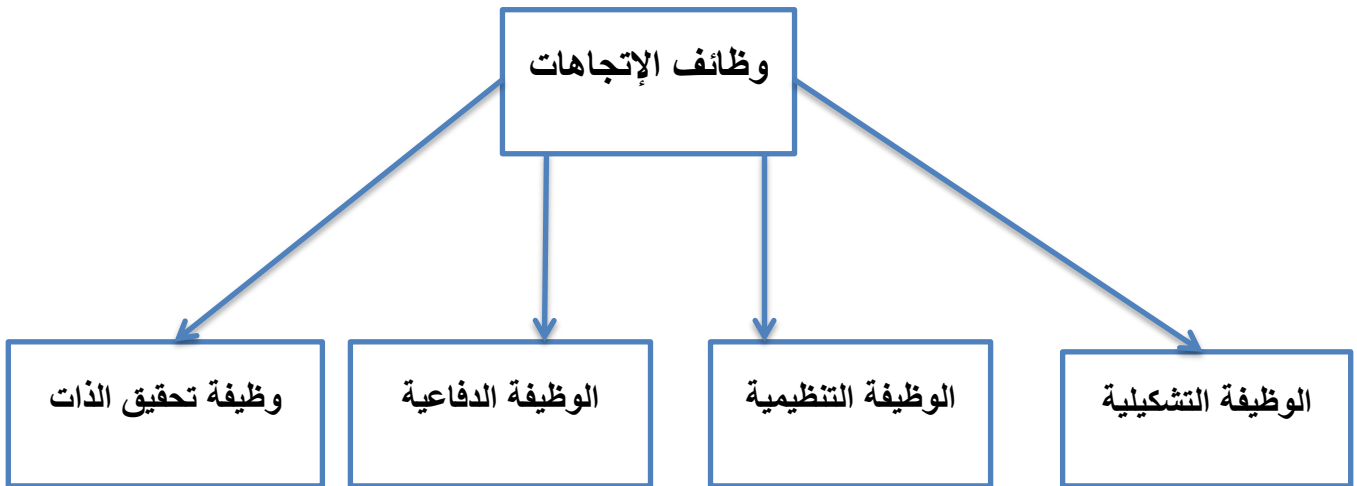 وظائف الإتجاهات
الوظيفة التشكيلية
الوظيفة التنظيمية
الوظيفة الدفاعية
وظيفة تحقيق الذات